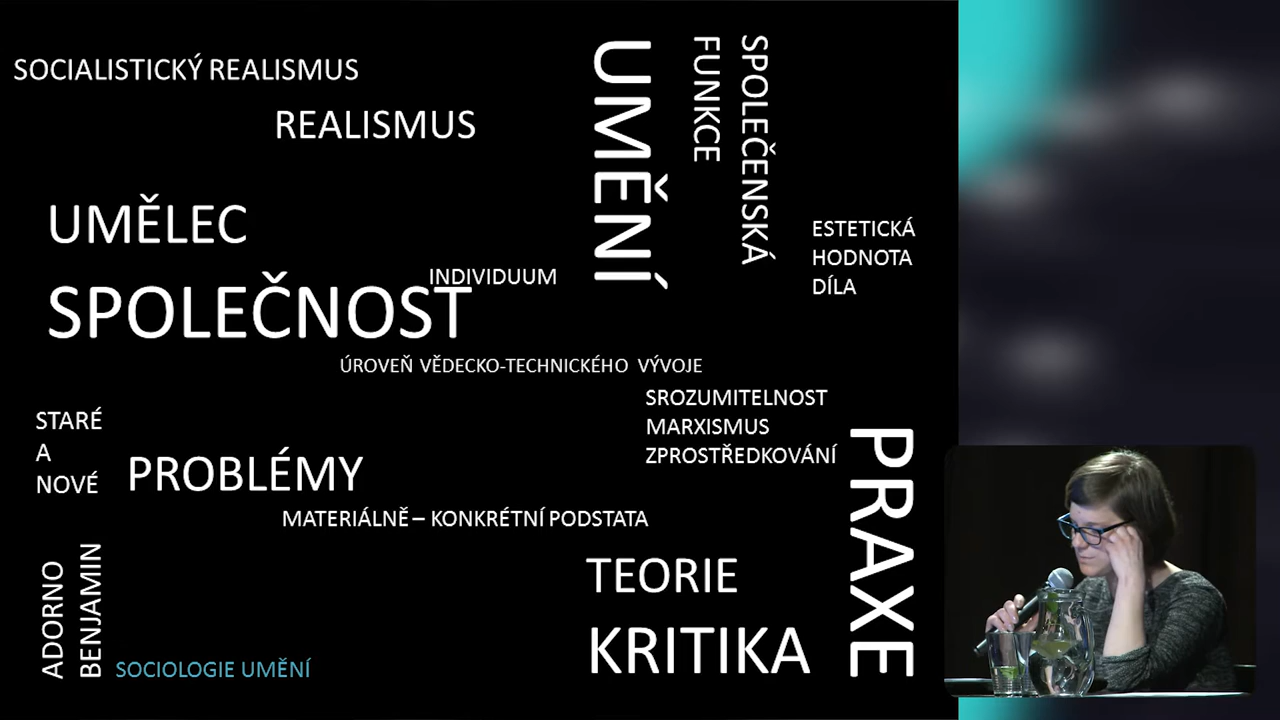 SOCIALISTICKÝ REALISMUS
REALISMUS
UMĚNÍ
SPOLEČENSKÁ
FUNKCE
UMĚLEC
ESTETICKÁ
HODNOTA
DÍLA
INDIVIDUUM
SPOLEČNOST
ÚROVEŇ VĚDECKO-TECHNICKÉHO VÝVOJE
SROZUMITELNOST
MARXISMUS
ZPROSTŘEDKOVÁNÍ
STARÉ
A
NOVÉ
PROBLÉMY
PRAXE
MATERIÁLNĚ – KONKRÉTNÍ PODSTATA
ADORNO
BENJAMIN
TEORIE
KRITIKA
SOCIOLOGIE UMĚNÍ